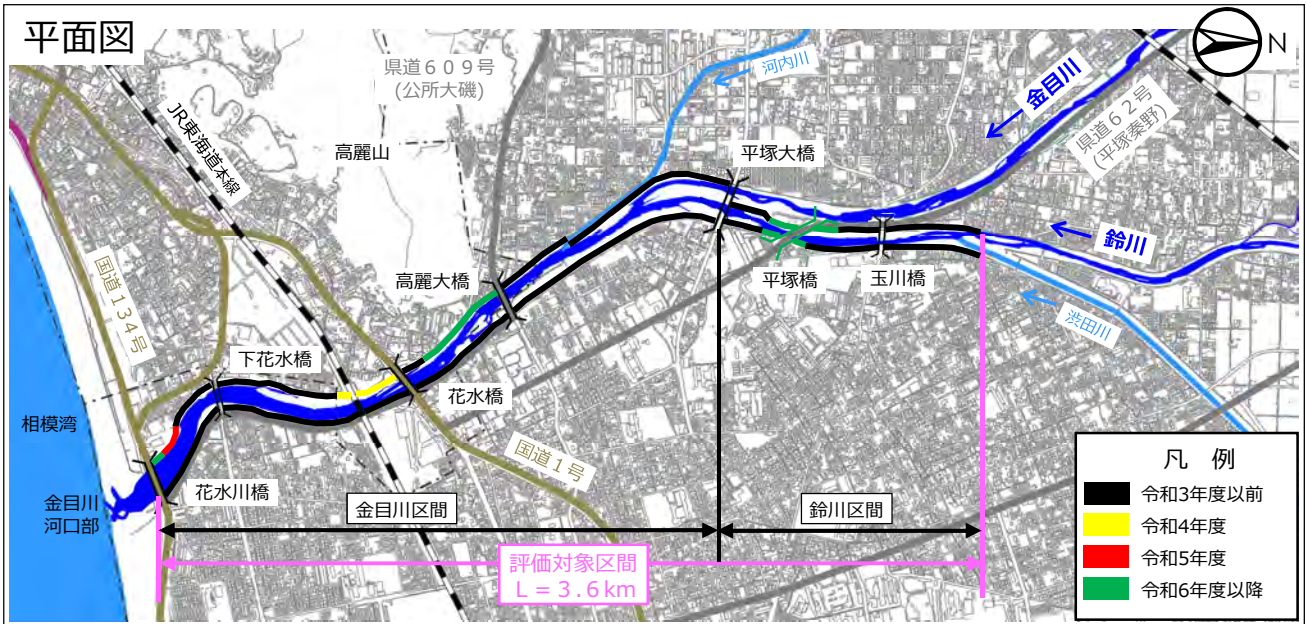 平面図
N
県道609号
(公所大磯)
河内川
金目川
県道62号
(平塚秦野)
JR東海道本線
高麗山
平塚大橋
鈴川
高麗大橋
平塚橋
玉川橋
渋田川
国道134号
下花水橋
花水橋
相模湾
国道1号
花水川橋
金目川
河口部
金目川区間
鈴川区間
評価対象区間
L=3.6km
凡 例
令和3年度以前
令和4年度
令和5年度
令和6年度以降